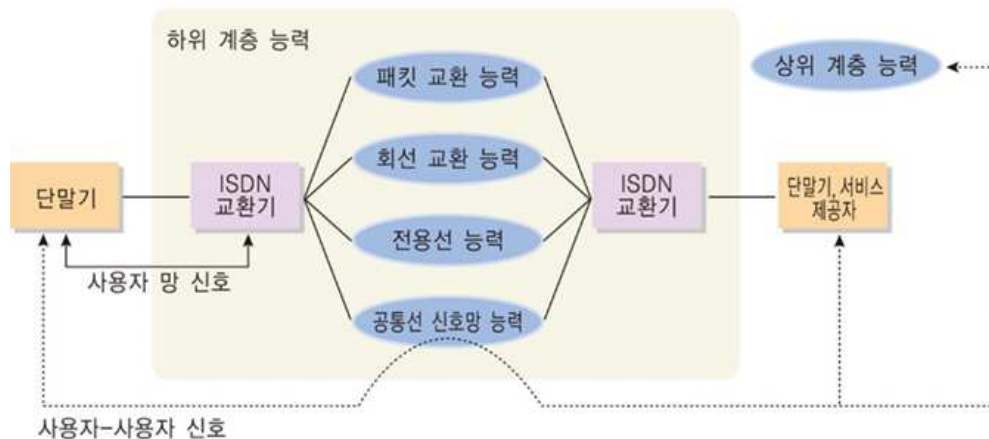 하위 계층 능력
패킷 교환 능력
상위 계층 능력
회선 교환 능력
단말기
ISDN
교환기
ISDN
교환기
단말기, 서비스
제공자
전용선 능력
사용자 망 신호
공통선 신호망 능력
사용자-사용자 신호